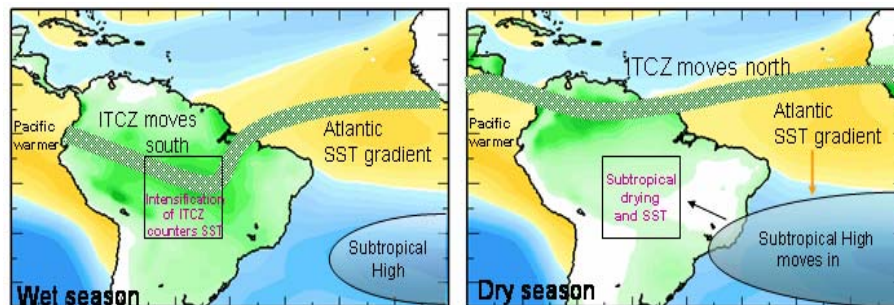 ITCZ moves
south
Pacific
warmer
Atlantic
SST gradient
Intensification
of ITCZ
counters SST
Subtropical
High
Wet season
ITCZ moves north
Pacific
warmer
Atlantic
SST gradient
Subtropical
drying
and SST
Subtropical High
moves in
Dry season